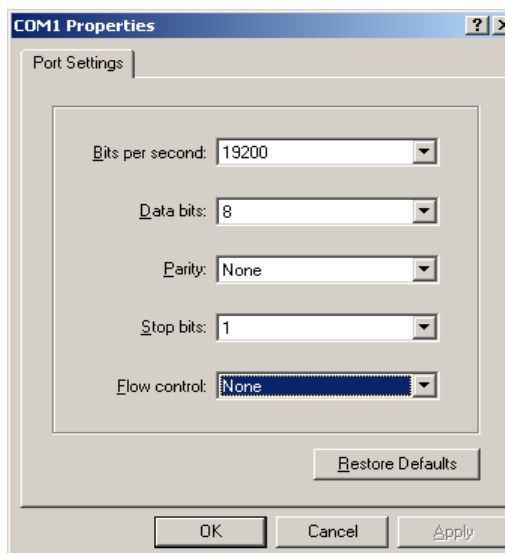 COM1 Properties
Port Settings
Bits per second: 19200
Data bits: 8
Parity: None
Stop bits: 1
Flow control: None
Restore Defaults
OK Cancel Apply